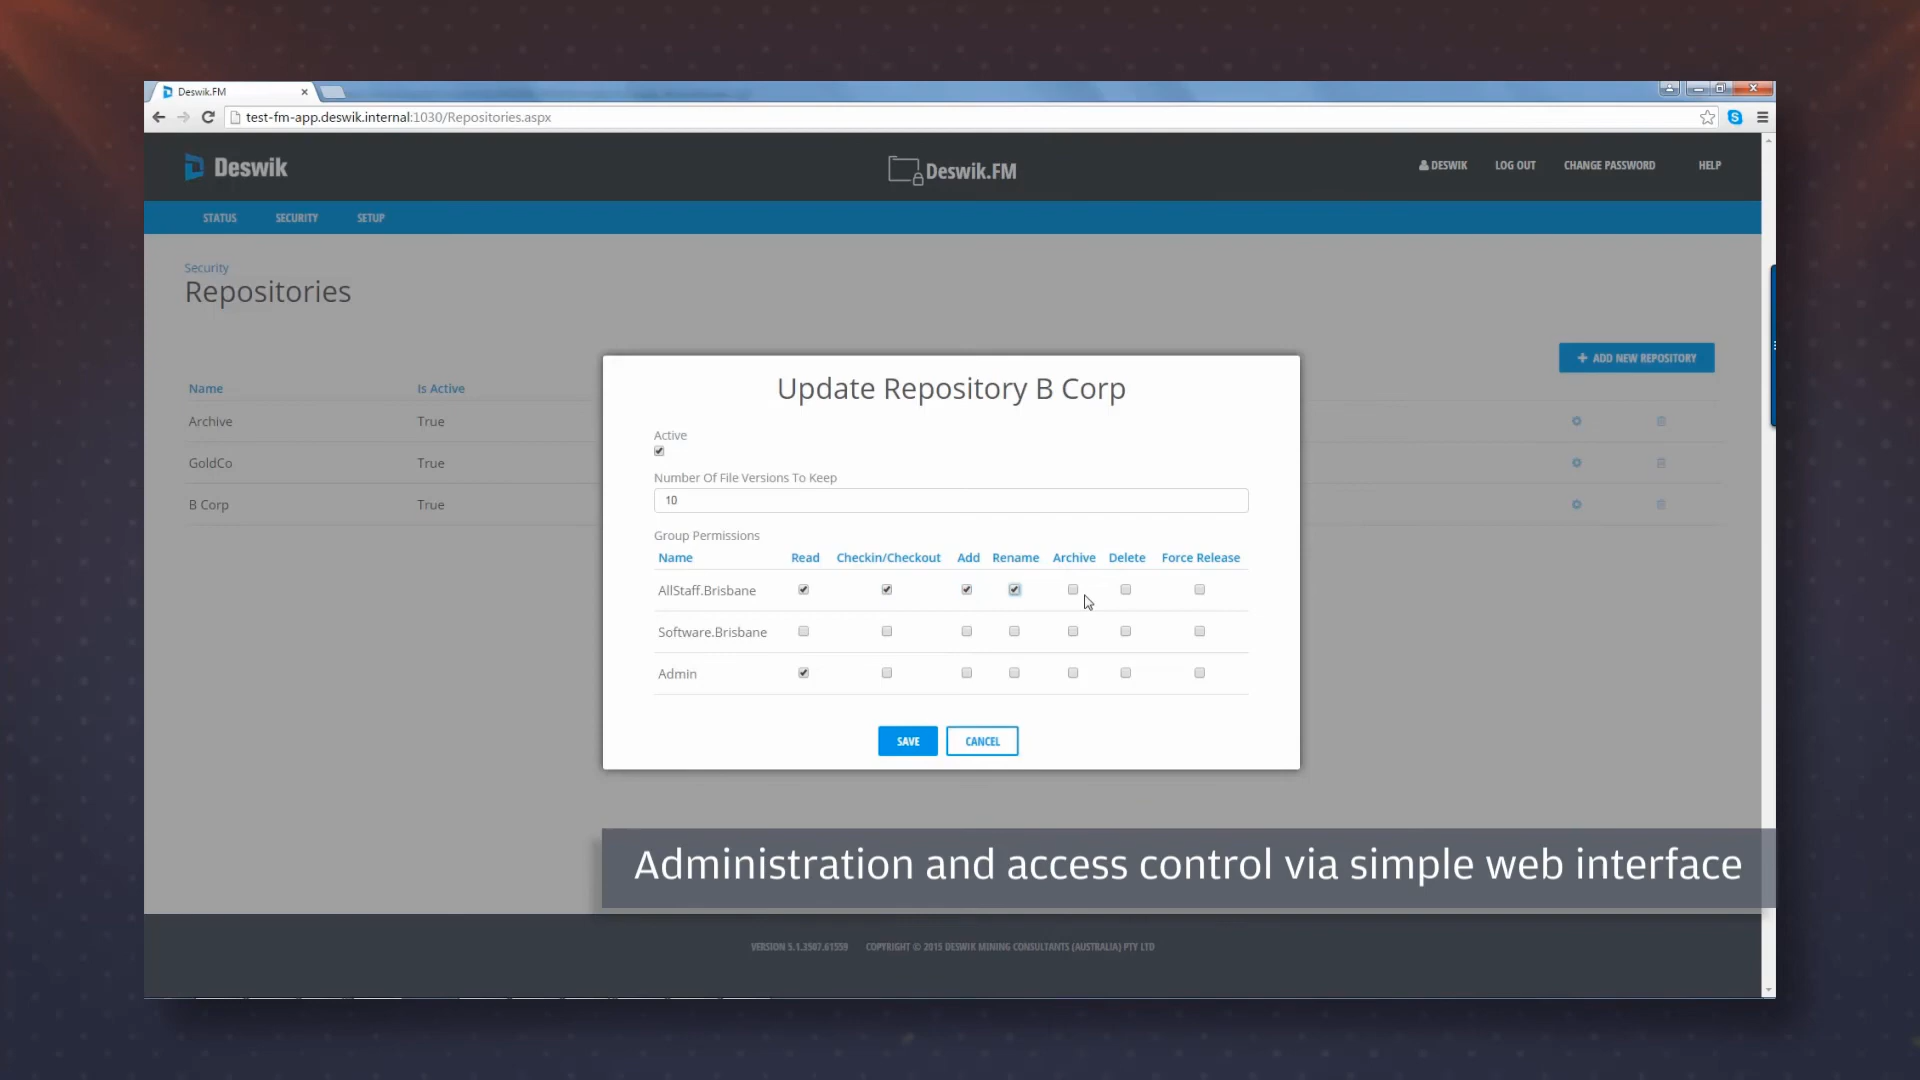 Deswik.FM
test-fm-app.deswik.internal:1030/Repositories.aspx
Deswik
Deswik.FM
DESWIK LOG OUT CHANGE PASSWORD HELP
STATUS SECURITY SETUP
Security
Repositories
+ ADD NEW REPOSITORY
Name Is Active
Archive True
GoldCo True
B Corp True
Update Repository B Corp
Active
Number Of File Versions To Keep
10
Group Permissions
Name Read Checkin/Checkout Add Rename Archive Delete Force Release
AllStaff.Brisbane
Software.Brisbane
Admin
SAVE CANCEL
Administration and access control via simple web interface
VERSION 5.1.3507.61559 COPYRIGHT © 2015 DESWIK MINING CONSULTANTS (AUSTRALIA) PTY LTD